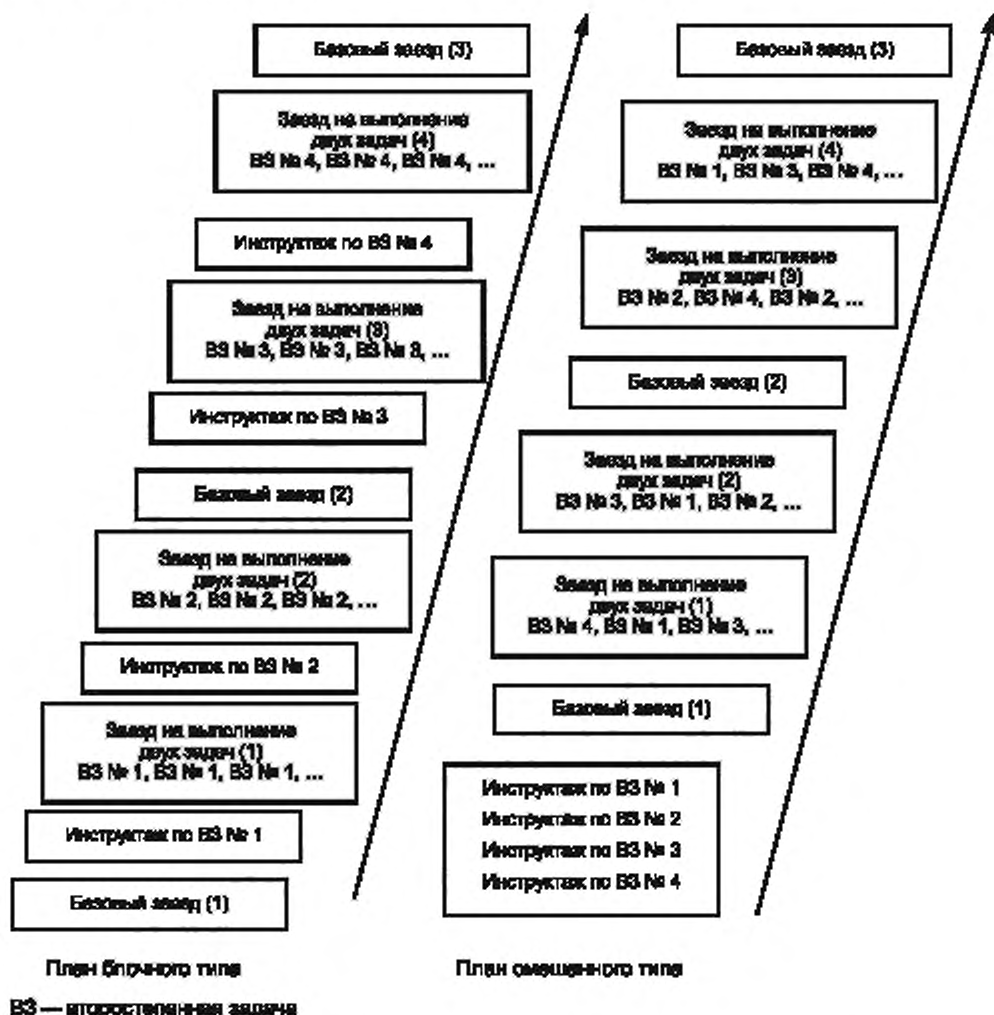 Базовый заезд (3)
Заезд на выполнение
двух задач (4)
ВЗ № 4, ВЗ № 4, ВЗ № 4, ...
Инструктаж по ВЗ № 4
Заезд на выполнение
двух задач (3)
ВЗ № 3, ВЗ № 3, ВЗ № 3, ...
Инструктаж по ВЗ № 3
Базовый заезд (2)
Заезд на выполнение
двух задач (2)
ВЗ № 2, ВЗ № 2, ВЗ № 2, ...
Инструктаж по ВЗ № 2
Заезд на выполнение
двух задач (1)
ВЗ № 1, ВЗ № 1, ВЗ № 1, ...
Инструктаж по ВЗ № 1
Базовый заезд (1)
План блочного типа
Базовый заезд (3)
Заезд на выполнение
двух задач (4)
ВЗ № 1, ВЗ № 3, ВЗ № 4, ...
Заезд на выполнение
двух задач (3)
ВЗ № 2, ВЗ № 4, ВЗ № 2, ...
Базовый заезд (2)
Заезд на выполнение
двух задач (2)
ВЗ № 3, ВЗ № 1, ВЗ № 2, ...
Заезд на выполнение
двух задач (1)
ВЗ № 4, ВЗ № 1, ВЗ № 3, ...
Базовый заезд (1)
Инструктаж по ВЗ № 1
Инструктаж по ВЗ № 2
Инструктаж по ВЗ № 3
Инструктаж по ВЗ № 4
План смешанного типа
ВЗ — второстепенная задача